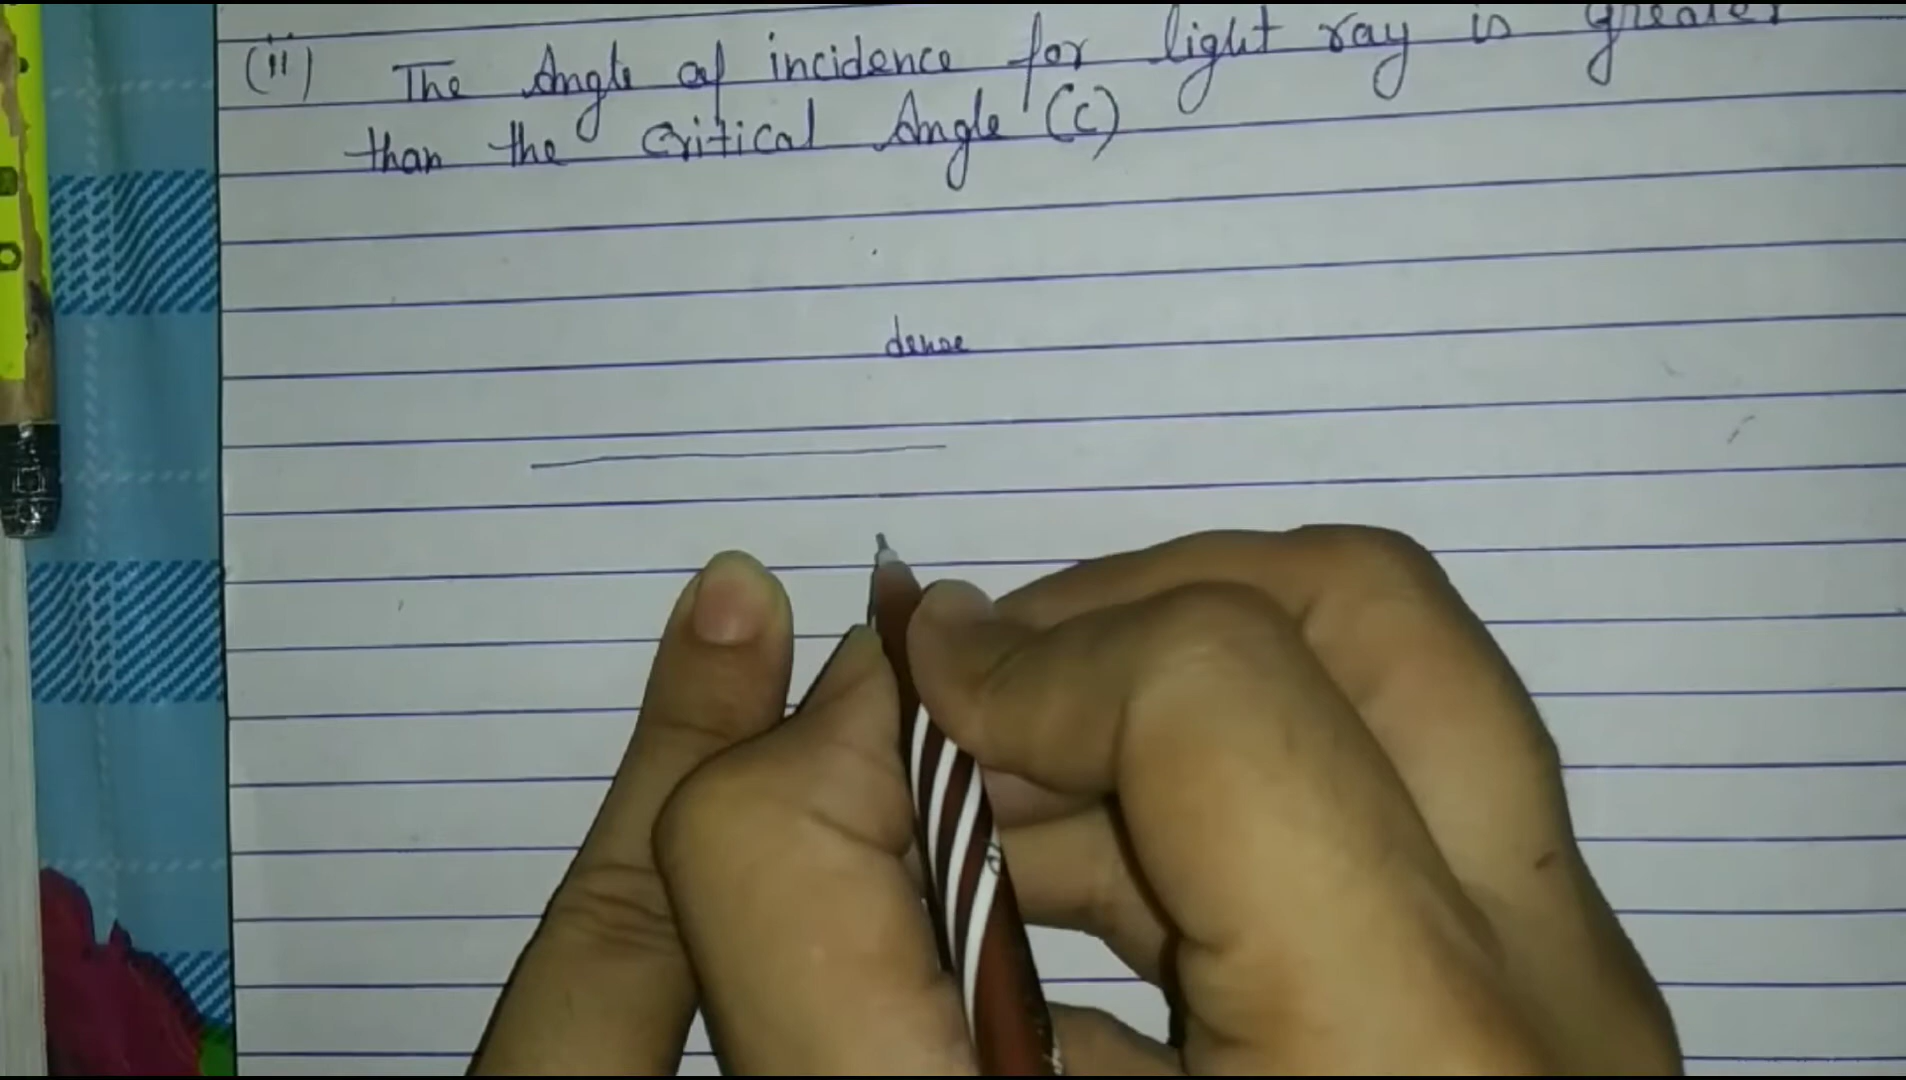 (ii) The Angle of incidence for light ray is greater
than the critical Angle (C)
dense